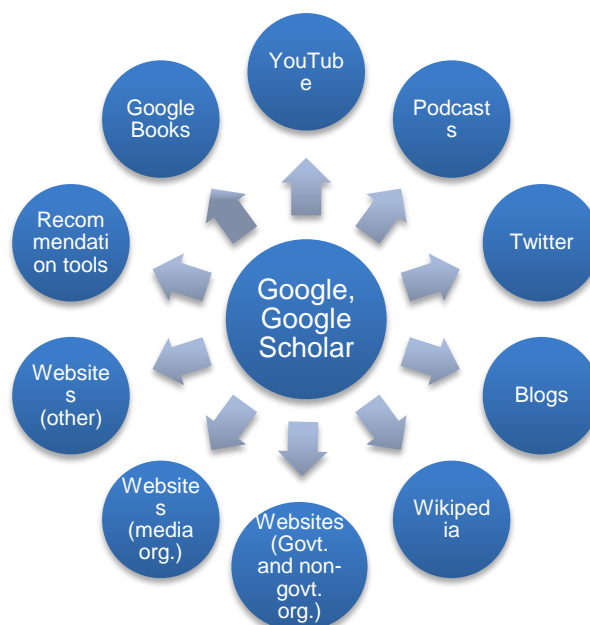 YouTub
e
Podcast
s
Twitter
Blogs
Wikiped
ia
Websites
(Govt.
and non-
govt.
org.)
Website
s
(media
org.)
Website
s
(other)
Recom
mendati
on tools
Google
Books
Google,
Google
Scholar